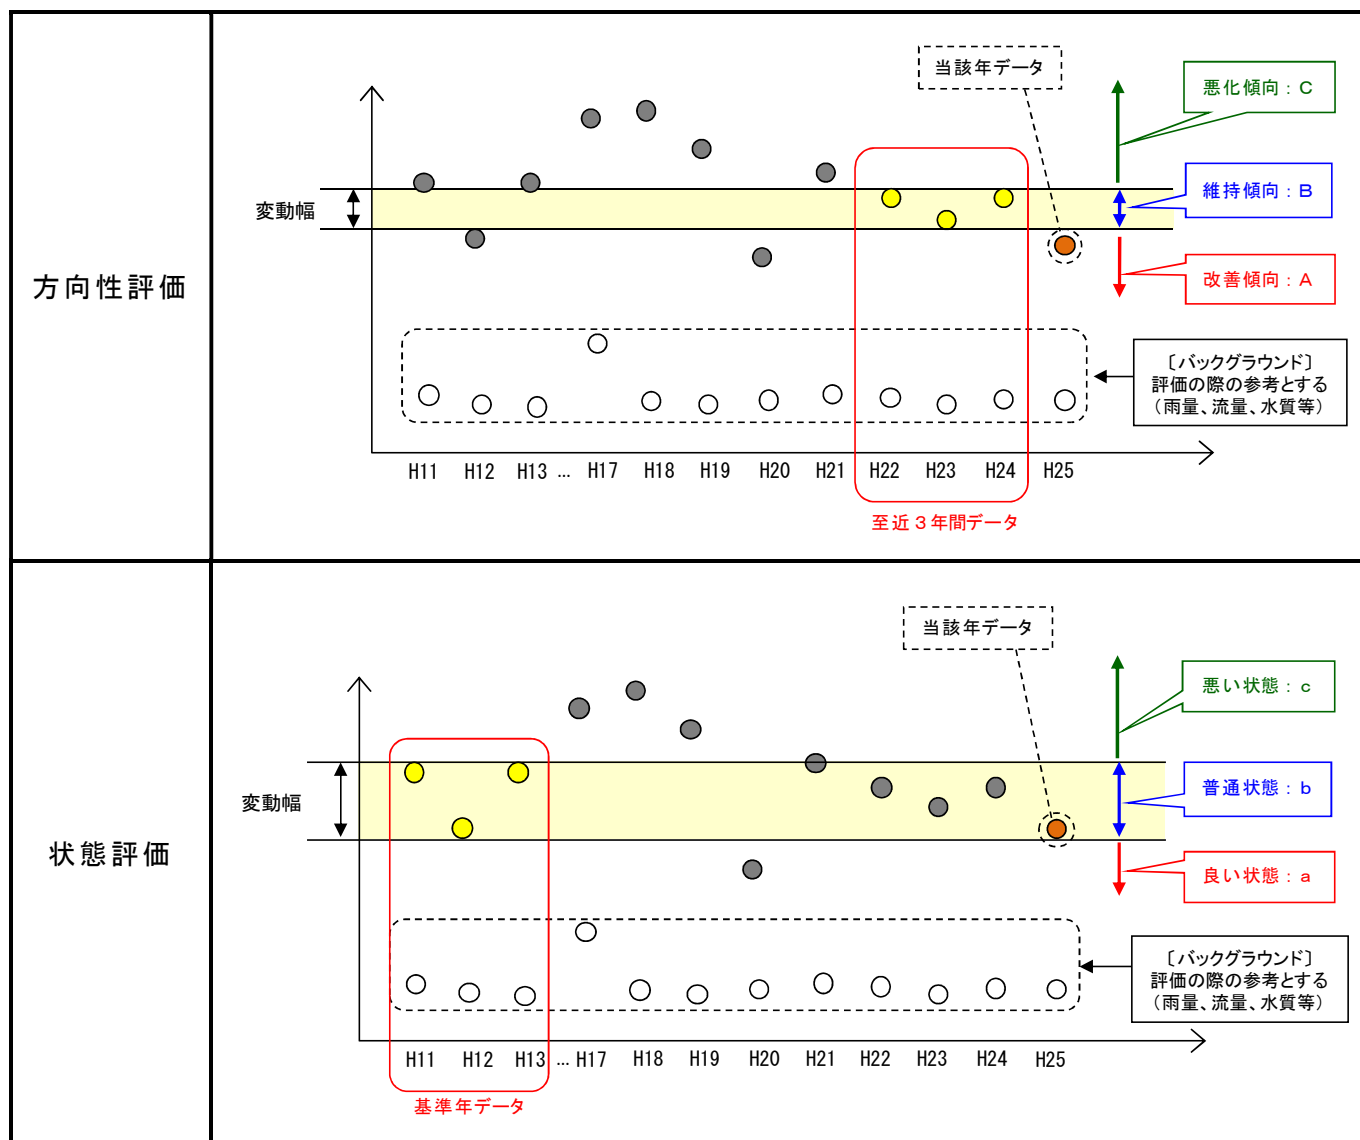 方向性評価
当該年データ
悪化傾向：C
維持傾向：B
改善傾向：A
変動幅
〔バックグラウンド〕
評価の際の参考とする
（雨量、流量、水質等）
H11 H12 H13 … H17 H18 H19 H20 H21 H22 H23 H24 H25
至近３年間データ
状態評価
当該年データ
悪い状態：c
普通状態：b
良い状態：a
変動幅
〔バックグラウンド〕
評価の際の参考とする
（雨量、流量、水質等）
H11 H12 H13 … H17 H18 H19 H20 H21 H22 H23 H24 H25
基準年データ